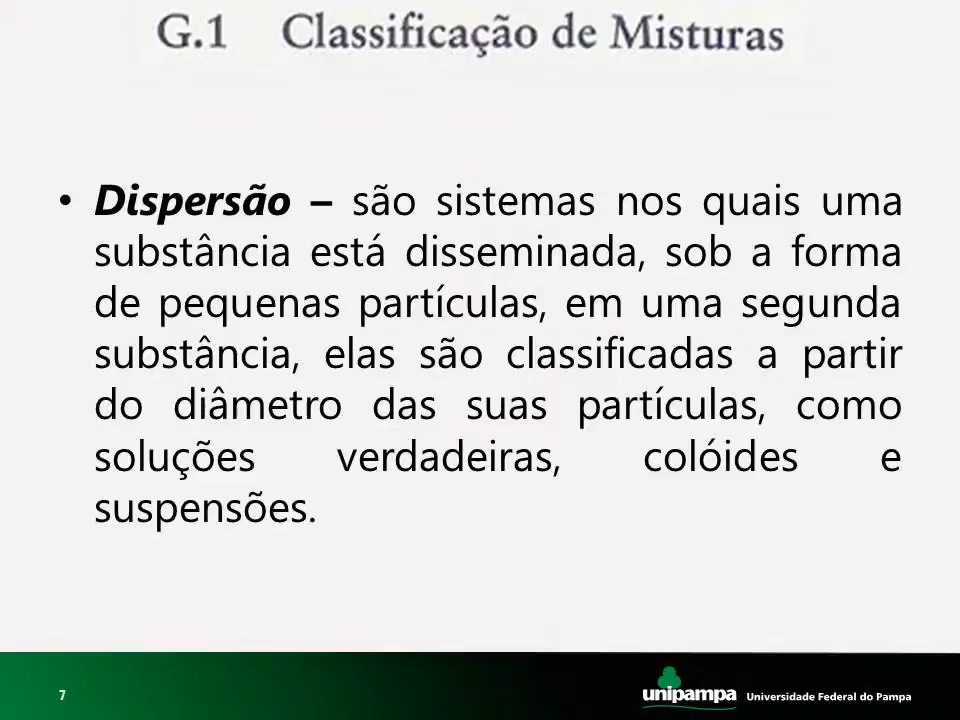 G.1 Classificação de Misturas
• Dispersão – são sistemas nos quais uma
substância está disseminada, sob a forma
de pequenas partículas, em uma segunda
substância, elas são classificadas a partir
do diâmetro das suas partículas, como
soluções verdadeiras, colóides e
suspensões.
7
unipampa Universidade Federal do Pampa